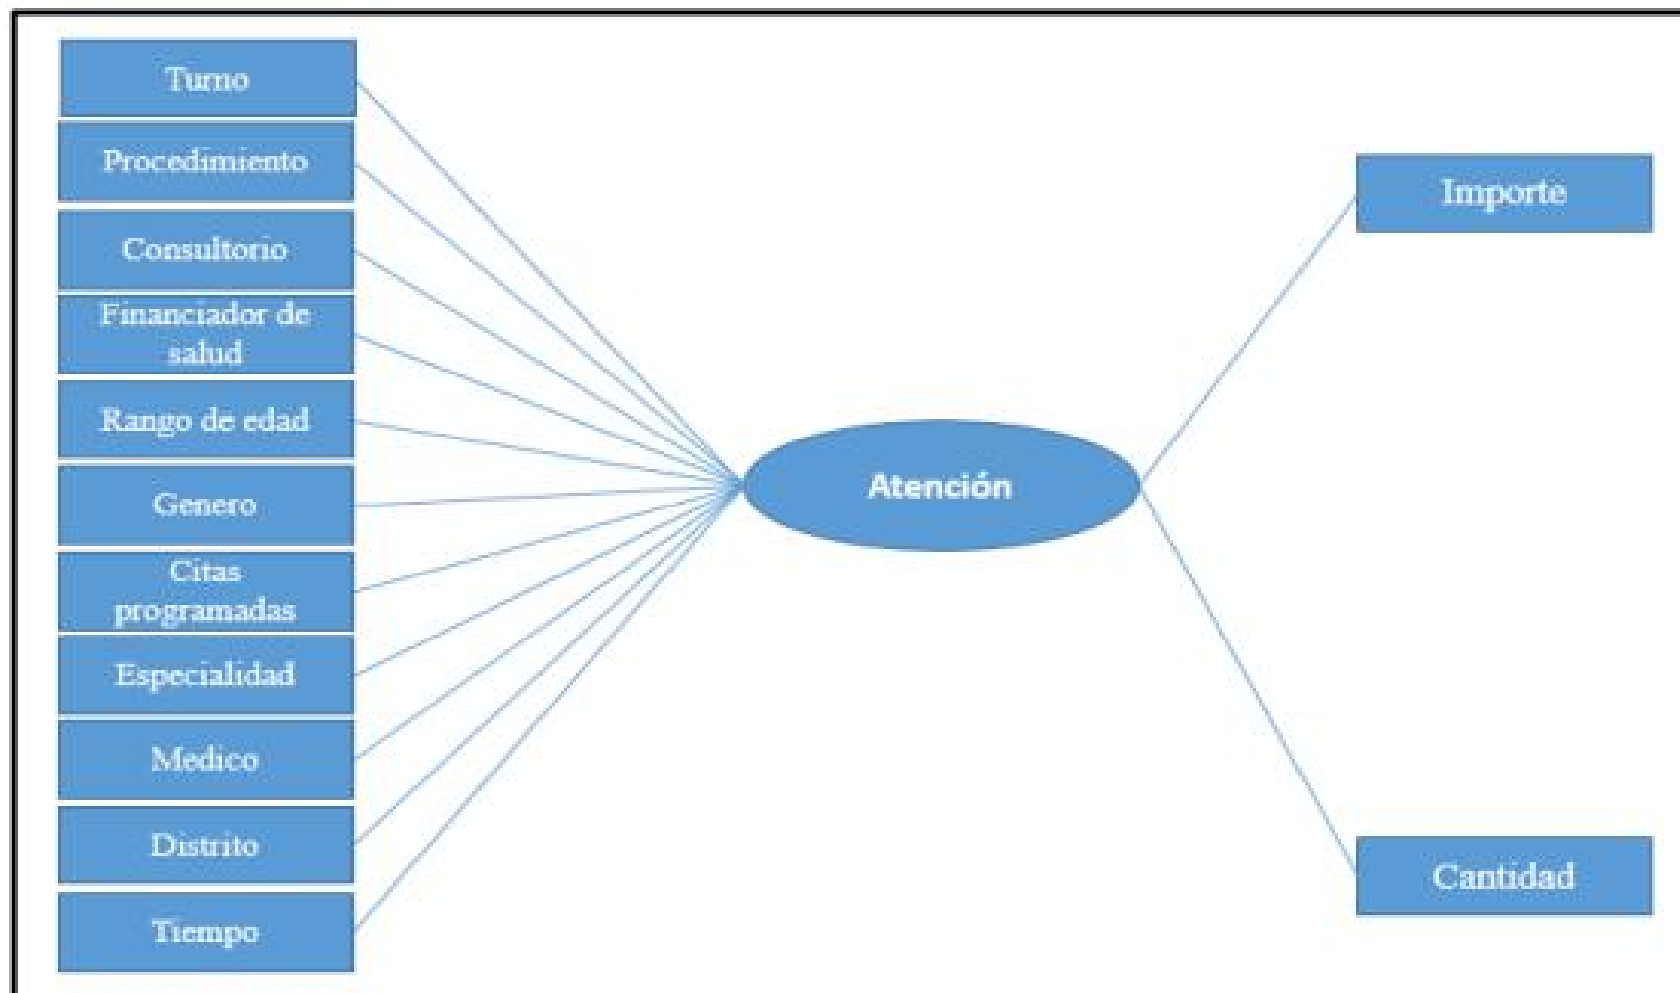 Turno
Procedimiento
Consultorio
Financiador de
salud
Rango de edad
Genero
Citas
programadas
Especialidad
Medico
Distrito
Tiempo
Atención
Importe
Cantidad